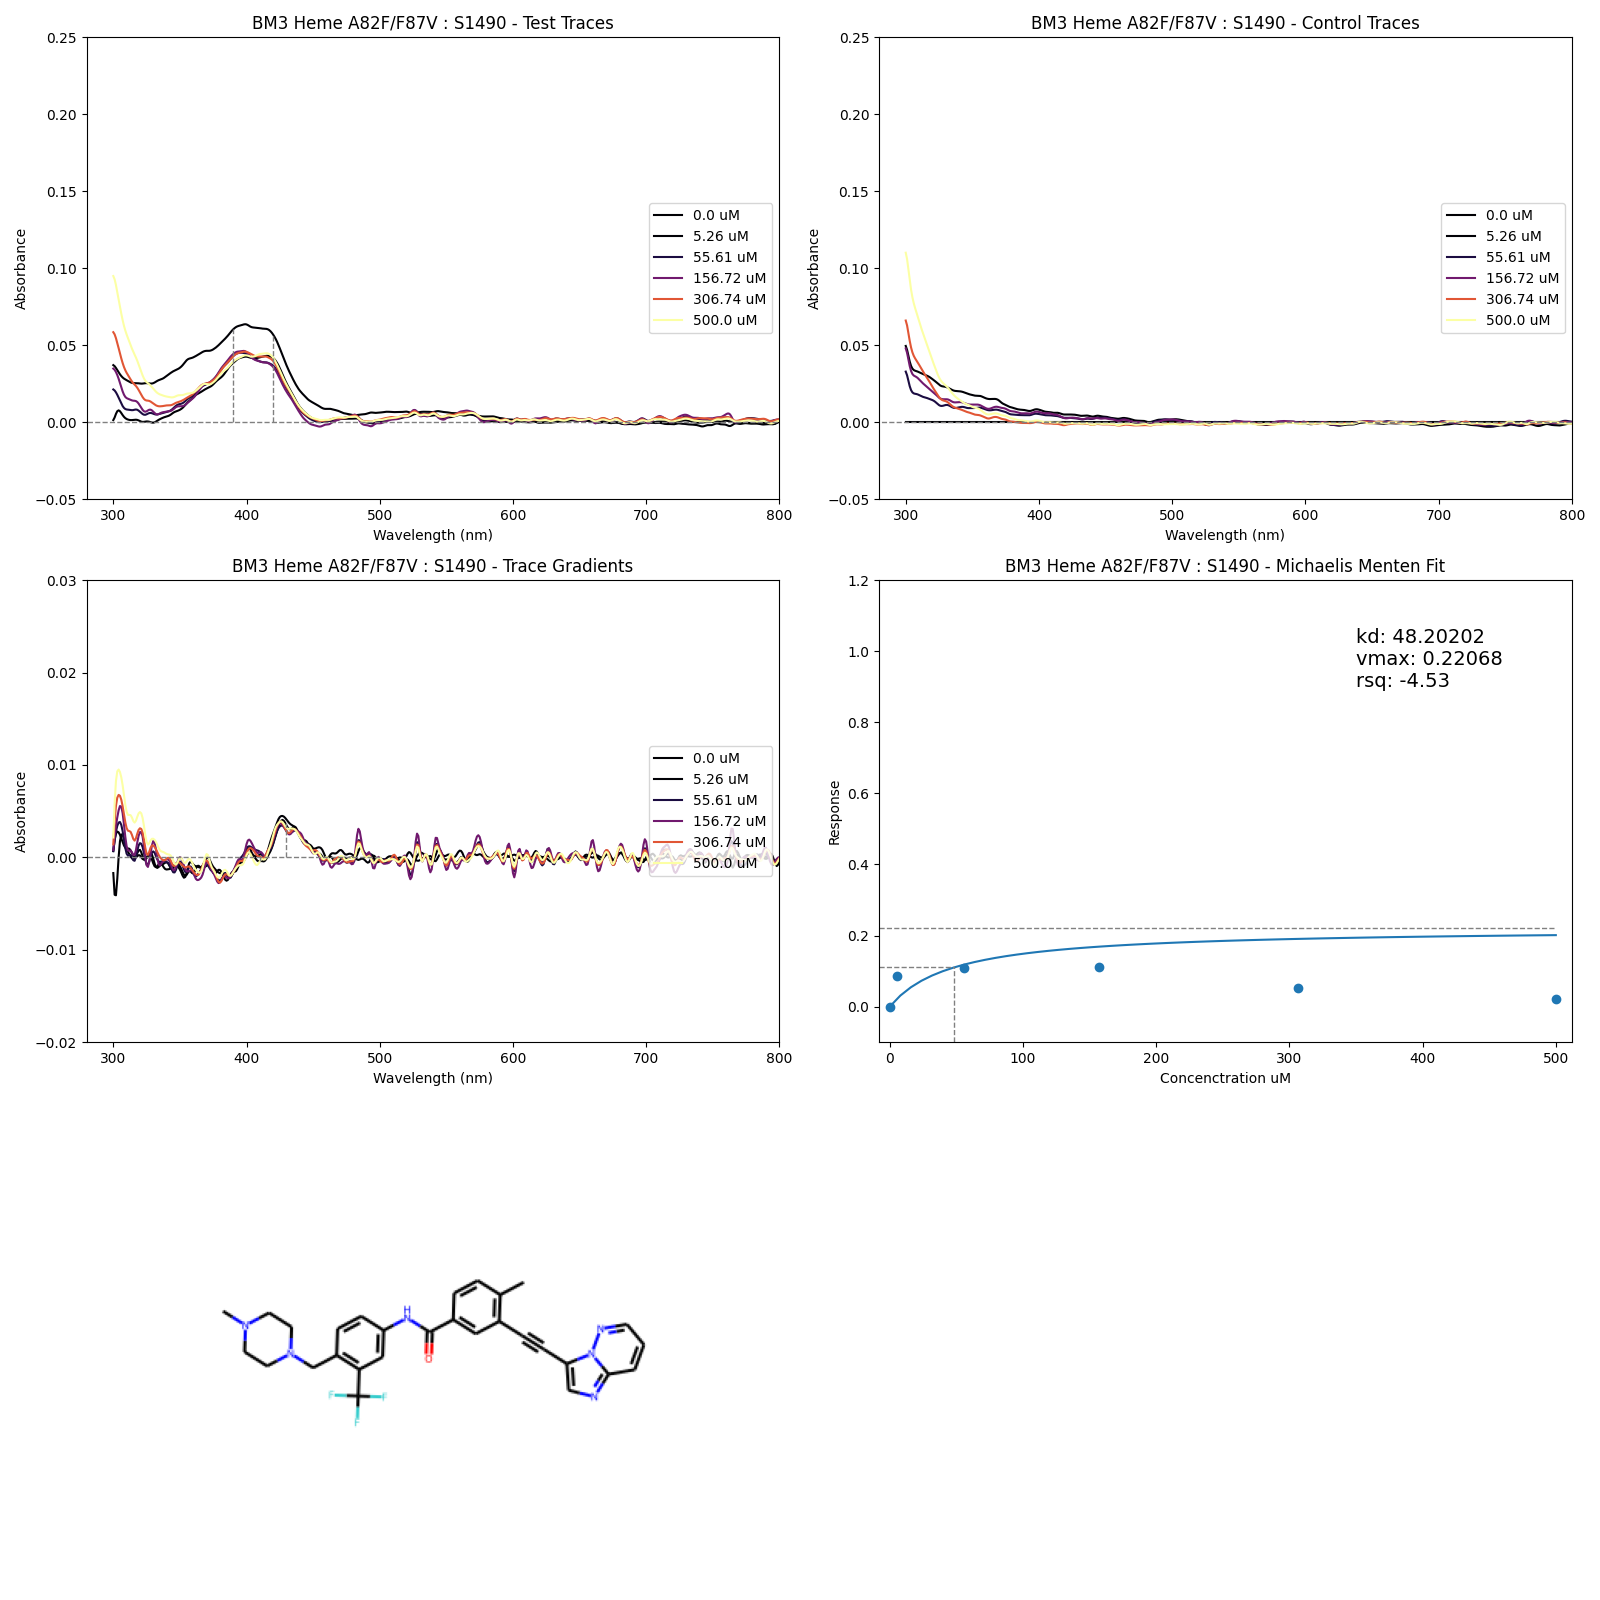 BM3 Heme A82F/F87V : S1490 - Test Traces
0.25
0.20
0.15
0.10
0.05
0.00
−0.05
Absorbance
300 400 500 600 700 800
Wavelength (nm)
0.0 uM
5.26 uM
55.61 uM
156.72 uM
306.74 uM
500.0 uM
BM3 Heme A82F/F87V : S1490 - Control Traces
0.25
0.20
0.15
0.10
0.05
0.00
−0.05
Absorbance
300 400 500 600 700 800
Wavelength (nm)
0.0 uM
5.26 uM
55.61 uM
156.72 uM
306.74 uM
500.0 uM
BM3 Heme A82F/F87V : S1490 - Trace Gradients
0.03
0.02
0.01
0.00
−0.01
−0.02
Absorbance
300 400 500 600 700 800
Wavelength (nm)
0.0 uM
5.26 uM
55.61 uM
156.72 uM
306.74 uM
500.0 uM
BM3 Heme A82F/F87V : S1490 - Michaelis Menten Fit
1.2
1.0
0.8
0.6
0.4
0.2
0.0
Response
kd: 48.20202
vmax: 0.22068
rsq: -4.53
0 100 200 300 400 500
Concenctration uM
H
N
N
N
O
F
F
F
N
N
N